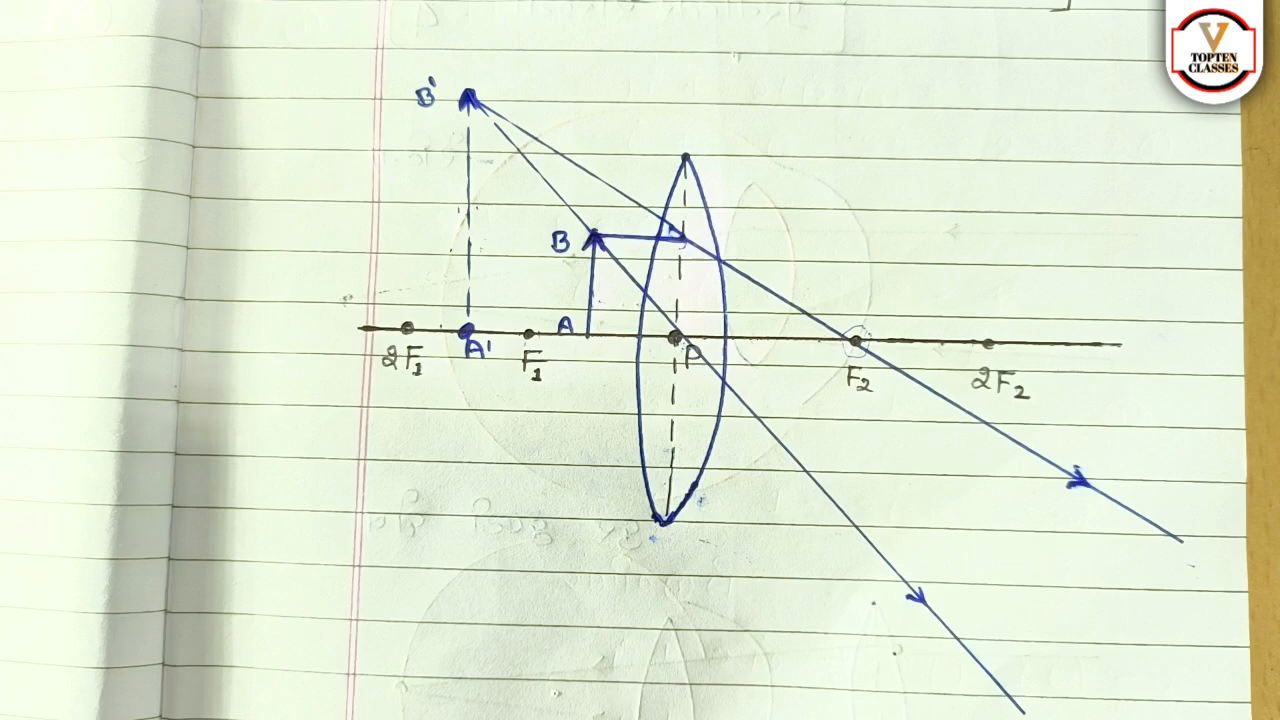 V
TOPTEN
CLASSES
B'
B
A
A'
2F₁
F₁
P
F₂
2F₂